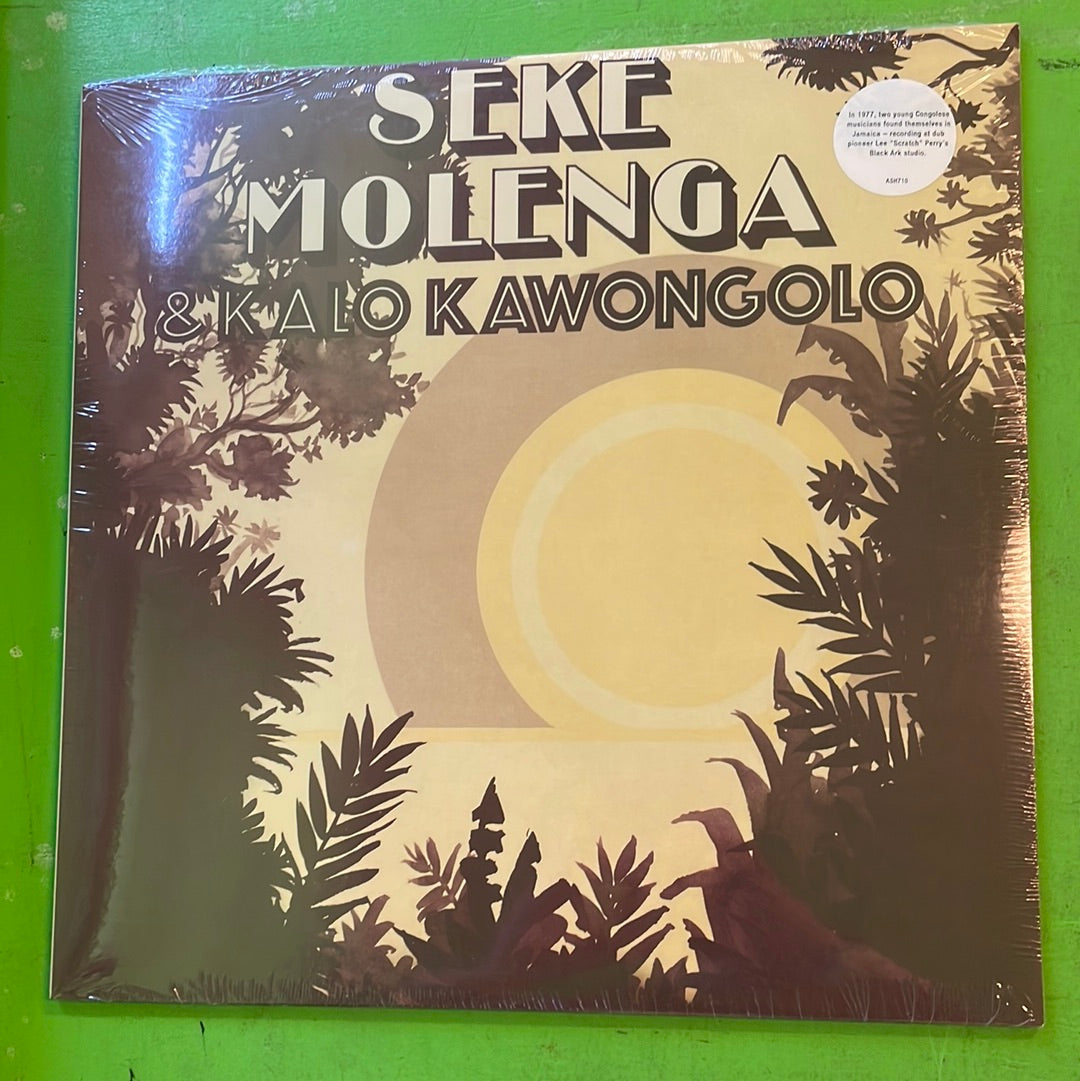 SEKE
MOLENGA
& KALO KAWONGOLO
In 1977, two young Congolese
musicians found themselves in
Jamaica – recording at dub
pioneer Lee "Scratch" Perry's
Black Ark studio.
ASH710